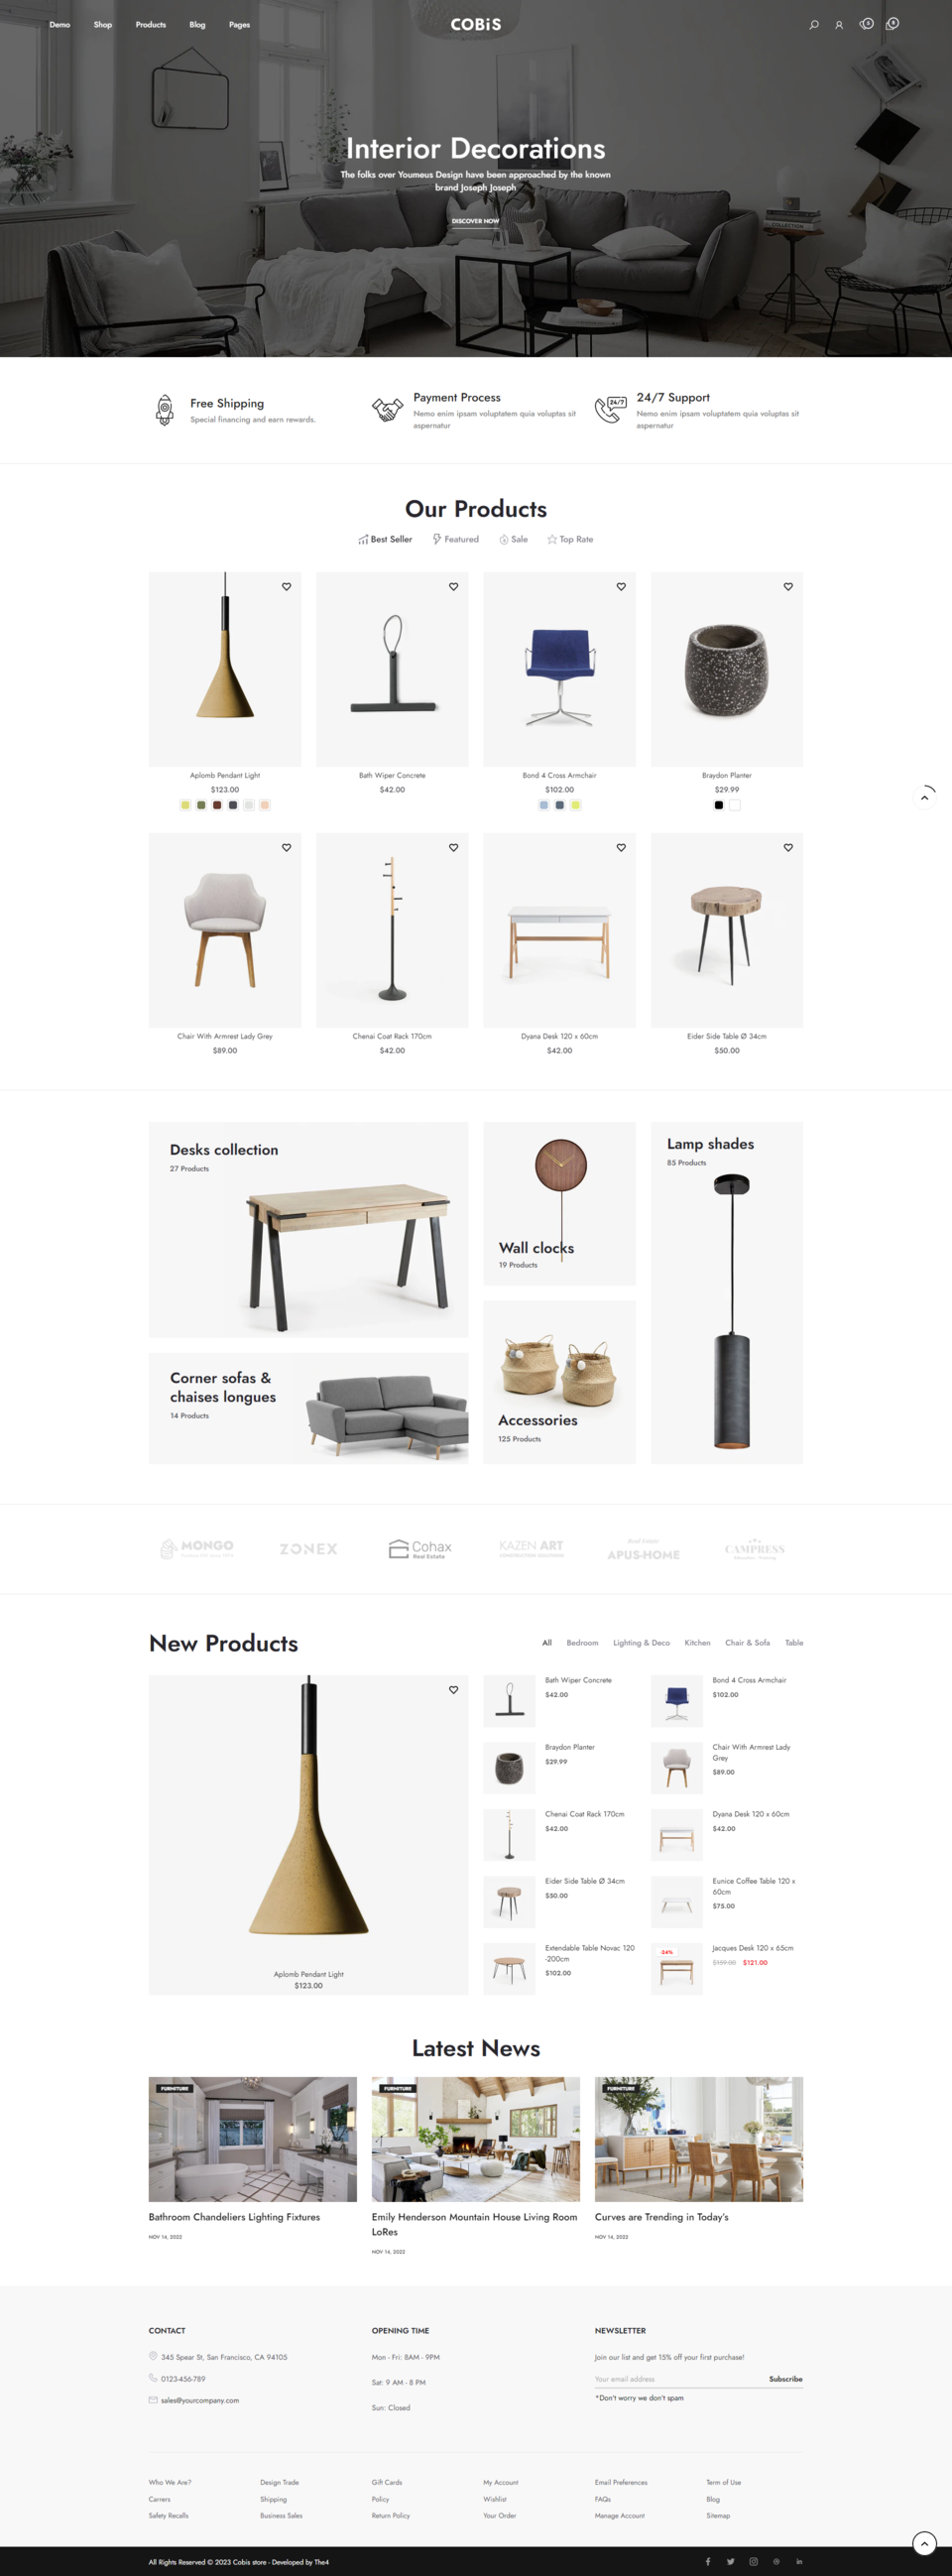 Demo Shop Products Blog Pages
COBiS
Interior Decorations
The folks over Youmeus Design have been approached by the known
brand Joseph Joseph
DISCOVER NOW
COLLECTION
Free Shipping
Special financing and earn rewards.
Payment Process
Nemo enim ipsam voluptatem quia voluptas sit
aspernatur
24/7
24/7 Support
Nemo enim ipsam voluptatem quia voluptas sit
aspernatur
Our Products
Best Seller Featured Sale Top Rate
Aplomb Pendant Light
$123.00
Bath Wiper Concrete
$42.00
Bond 4 Cross Armchair
$102.00
Braydon Planter
$29.99
Chair With Armrest Lady Grey
$89.00
Chenai Coat Rack 170cm
$42.00
Dyana Desk 120 x 60cm
$42.00
Eider Side Table Ø 34cm
$50.00
Desks collection
27 Products
Wall clocks
19 Products
Lamp shades
85 Products
Corner sofas &
chaises longues
14 Products
Accessories
125 Products
MONGO
ZONEX
Cohax
Real Estate
KAZEN ART
CONSTRUCTION SOLUTIONS
Real Estate
APUS-HOME
CAMPRESS
New Products
All Bedroom Lighting & Deco Kitchen Chair & Sofa Table
Aplomb Pendant Light
$123.00
Bath Wiper Concrete
$42.00
Bond 4 Cross Armchair
$102.00
Braydon Planter
$29.99
Chair With Armrest Lady
Grey
$89.00
Chenai Coat Rack 170cm
$42.00
Dyana Desk 120 x 60cm
$42.00
Eider Side Table Ø 34cm
$50.00
Eunice Coffee Table 120 x
60cm
$75.00
Extendable Table Novac 120
-200cm
$102.00
-24%
Jacques Desk 120 x 65cm
$159.00 $121.00
Latest News
FURNITURE
Bathroom Chandeliers Lighting Fixtures
NOV 14, 2022
FURNITURE
Emily Henderson Mountain House Living Room
LoRes
NOV 14, 2022
FURNITURE
Curves are Trending in Today's
NOV 14, 2022
CONTACT
345 Spear St, San Francisco, CA 94105
0123-456-789
sales@yourcompany.com
OPENING TIME
Mon - Fri: 8AM - 9PM
Sat: 9 AM - 8 PM
Sun: Closed
NEWSLETTER
Join our list and get 15% off your first purchase!
Your email address Subscribe
*Don't worry we don't spam
Who We Are? Design Trade Gift Cards My Account Email Preferences Term of Use
Carrers Shipping Policy Wishlist FAQs Blog
Safety Recalls Business Sales Return Policy Your Order Manage Account Sitemap
All Rights Reserved © 2023 Cobis store - Developed by The4